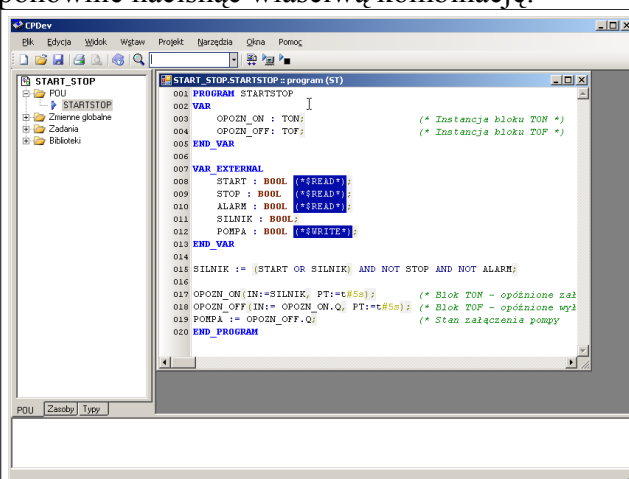 ponownie nacisnąć właściwą kombinację.
CPDev
Plik Edycja Widok Wstaw Projekt Narzędzia Okna Pomoc
START_STOP
POU
STARTSTOP
Zmienne globalne
Zadania
Biblioteki
START_STOP.STARTSTOP :: program (ST)
001 PROGRAM STARTSTOP
002 VAR
003 OPOZN_ON : TON; (* Instancja bloku TON *)
004 OPOZN_OFF: TOF; (* Instancja bloku TOF *)
005 END_VAR
006
007 VAR_EXTERNAL
008 START : BOOL (*$READ*);
009 STOP : BOOL (*$READ*);
010 ALARM : BOOL (*$READ*);
011 SILNIK : BOOL;
012 POMPA : BOOL (*$WRITE*);
013 END_VAR
014
015 SILNIK := (START OR SILNIK) AND NOT STOP AND NOT ALARM;
016
017 OPOZN_ON(IN:=SILNIK, PT:=t#5s); (* Blok TON - opóźnione zał
018 OPOZN_OFF(IN:= OPOZN_ON.Q, PT:=t#5s); (* Blok TOF - opóźnione wył
019 POMPA := OPOZN_OFF.Q; (* Stan załączenia pompy
020 END_PROGRAM
POU Zasoby Typy